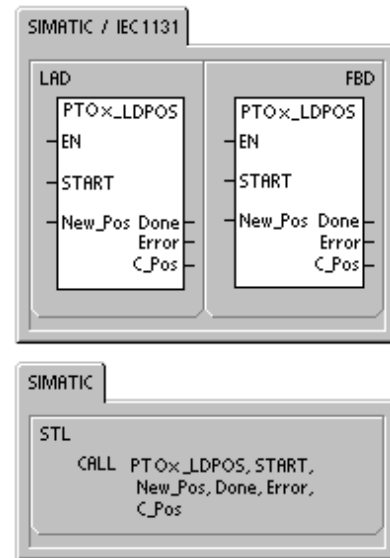 SIMATIC / IEC1131
LAD
FBD
PTOx_LDPOS
EN
START
New_Pos Done
Error
C_Pos
PTOx_LDPOS
EN
START
New_Pos Done
Error
C_Pos
SIMATIC
STL
CALL PTOx_LDPOS, START,
New_Pos, Done, Error,
C_Pos